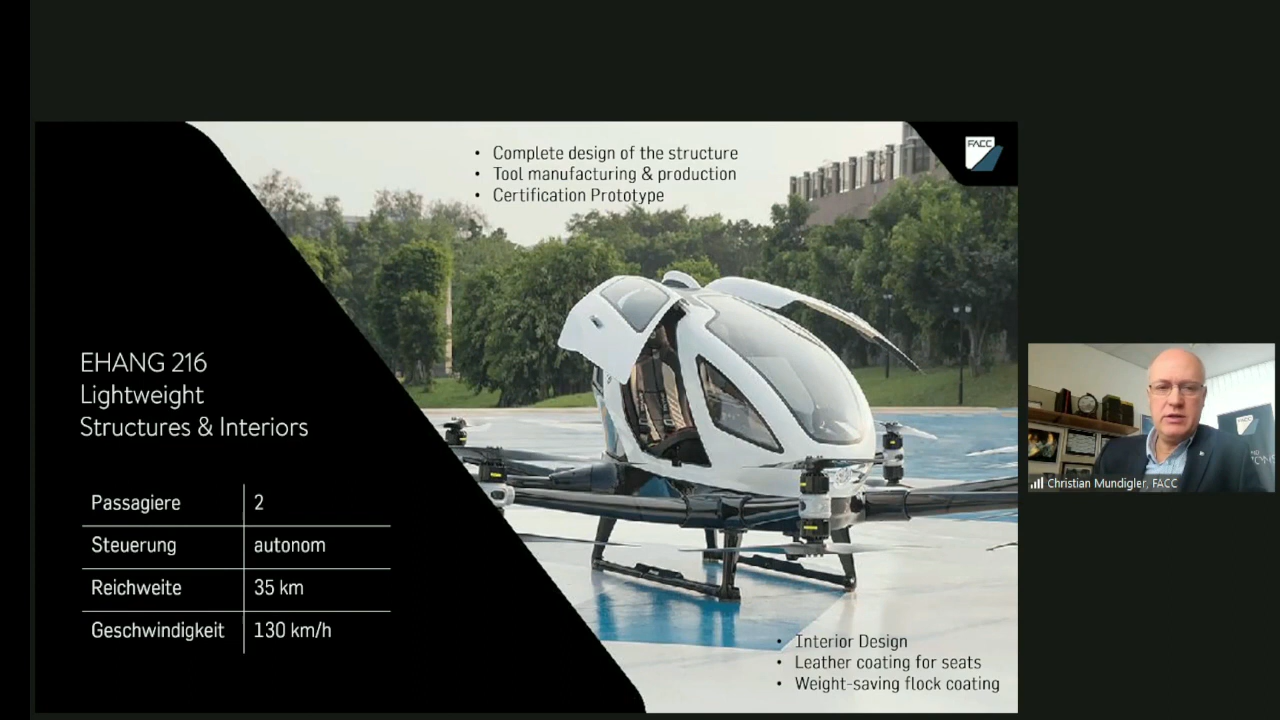 • Complete design of the structure
• Tool manufacturing & production
• Certification Prototype
FACC
EHANG 216
Lightweight
Structures & Interiors
Passagiere 2
Steuerung autonom
Reichweite 35 km
Geschwindigkeit 130 km/h
• Interior Design
• Leather coating for seats
• Weight-saving flock coating
FACC
Christian Mundigler, FACC